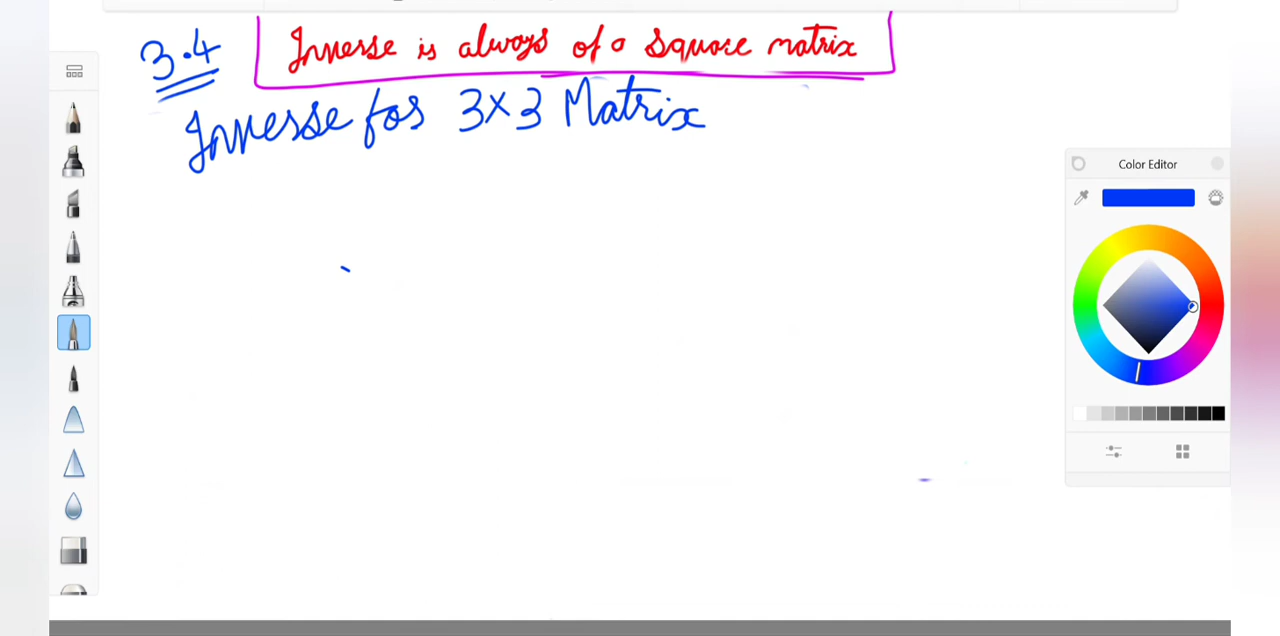 3.4
Inverse is always of a square matrix
Inverse for 3×3 Matrix
Color Editor